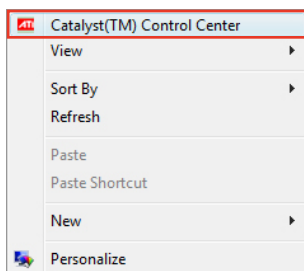 ATI
Catalyst(TM) Control Center
View
Sort By
Refresh
Paste
Paste Shortcut
New
Personalize